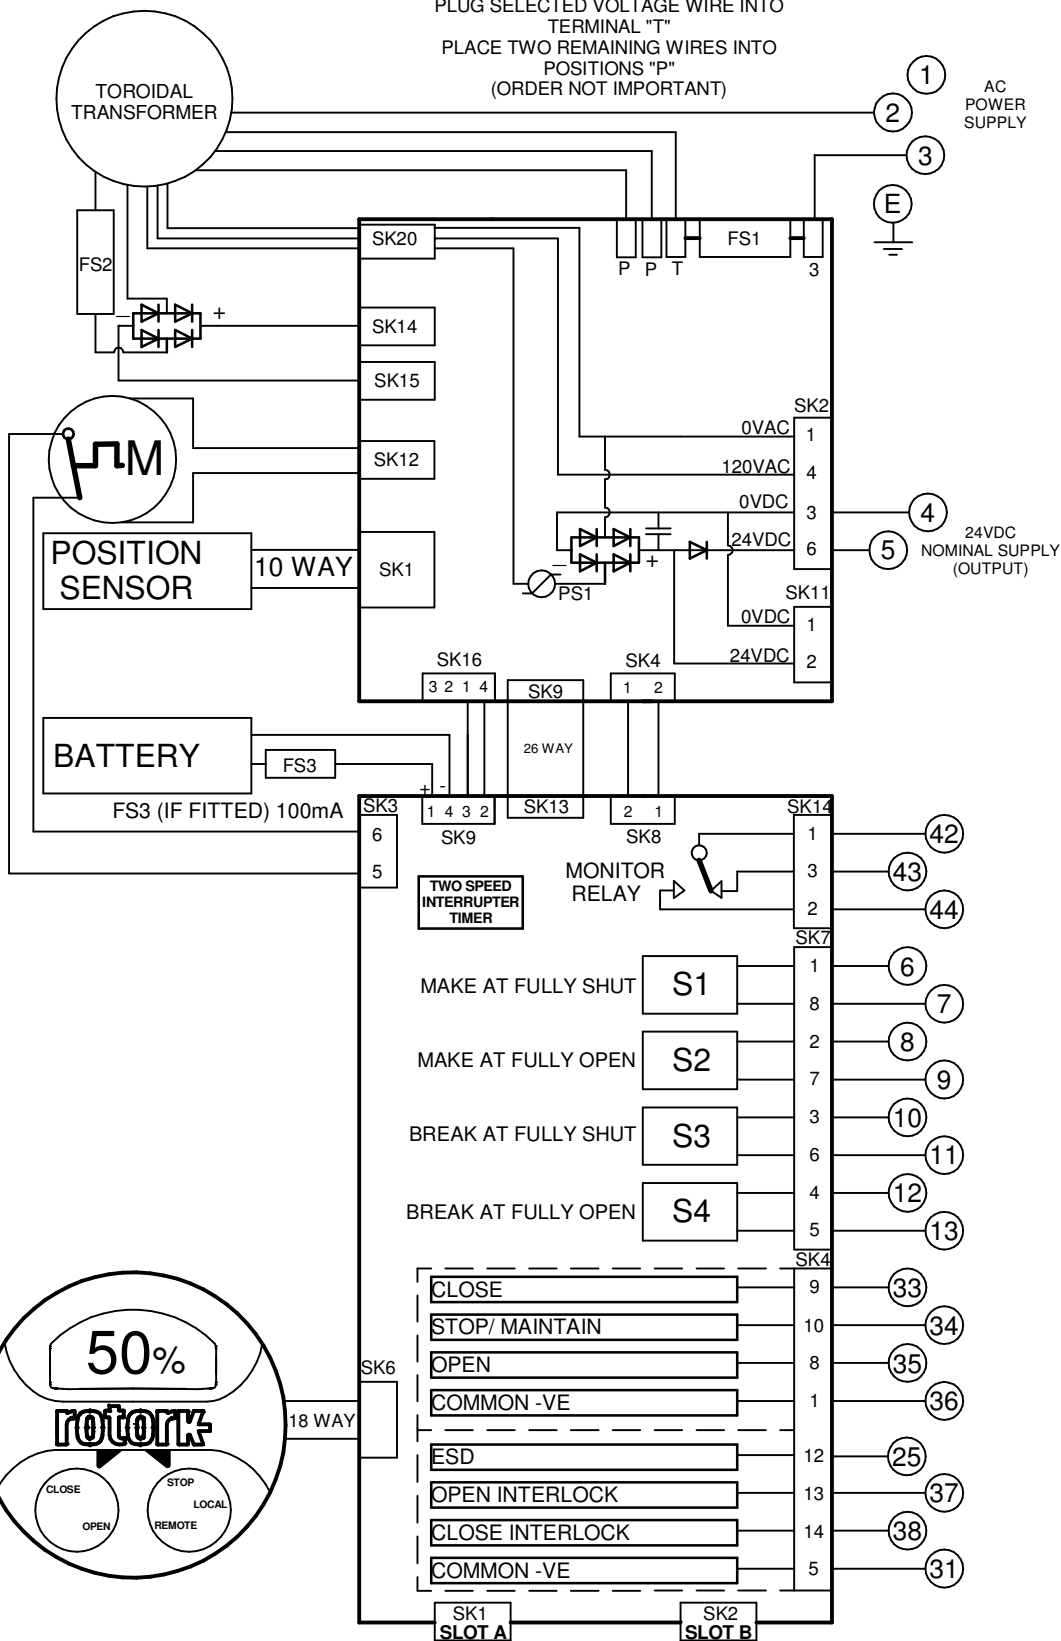 PLUG SELECTED VOLTAGE WIRE INTO
TERMINAL "T"
PLACE TWO REMAINING WIRES INTO
POSITIONS "P"
(ORDER NOT IMPORTANT)
TOROIDAL
TRANSFORMER
1
2
AC
POWER
SUPPLY
3
E
SK20
FS2
P P T
FS1
3
– +
SK14
SK15
SK2
0VAC 1
120VAC 4
0VDC 3
24VDC 6
4
5
24VDC
NOMINAL SUPPLY
(OUTPUT)
M
SK12
– +
PS1
POSITION
SENSOR
10 WAY
SK1
SK11
0VDC 1
24VDC 2
SK16
3 2 1 4
SK9
SK4
1 2
26 WAY
BATTERY
FS3
FS3 (IF FITTED) 100mA
+ -
SK3
6
5
1 4 3 2
SK9
SK13
2 1
SK8
TWO SPEED
INTERRUPTER
TIMER
MONITOR
RELAY
SK14
1 42
3 43
2 44
SK7
MAKE AT FULLY SHUT S1
1 6
8 7
MAKE AT FULLY OPEN S2
2 8
7 9
BREAK AT FULLY SHUT S3
3 10
6 11
BREAK AT FULLY OPEN S4
4 12
5 13
SK4
CLOSE 9 33
STOP/ MAINTAIN 10 34
OPEN 8 35
COMMON -VE 1 36
ESD 12 25
OPEN INTERLOCK 13 37
CLOSE INTERLOCK 14 38
COMMON -VE 5 31
50%
rotork
CLOSE
OPEN
STOP
LOCAL
REMOTE
18 WAY
SK6
SK1
SLOT A
SK2
SLOT B